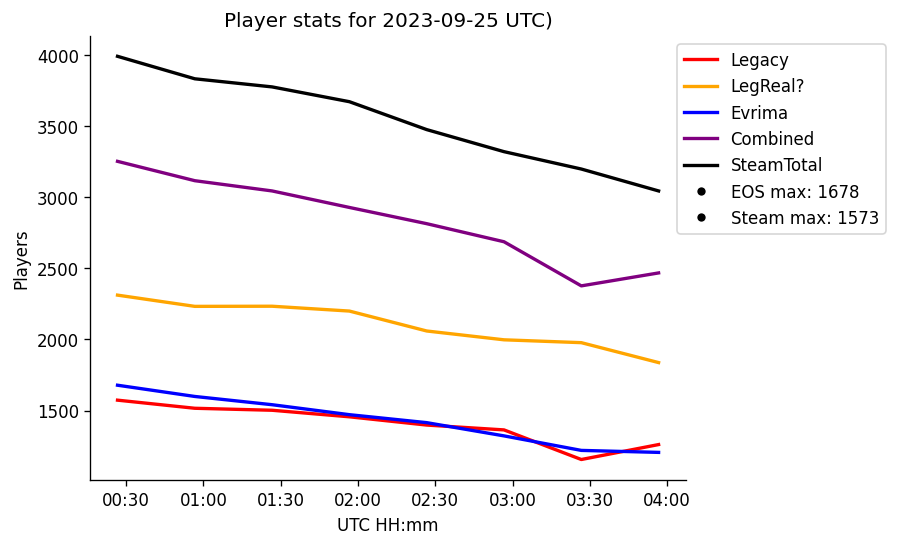 Player stats for 2023-09-25 UTC)
4000
3500
3000
2500
2000
1500
Players
00:30 01:00 01:30 02:00 02:30 03:00 03:30 04:00
UTC HH:mm
Legacy
LegReal?
Evrima
Combined
SteamTotal
EOS max: 1678
Steam max: 1573